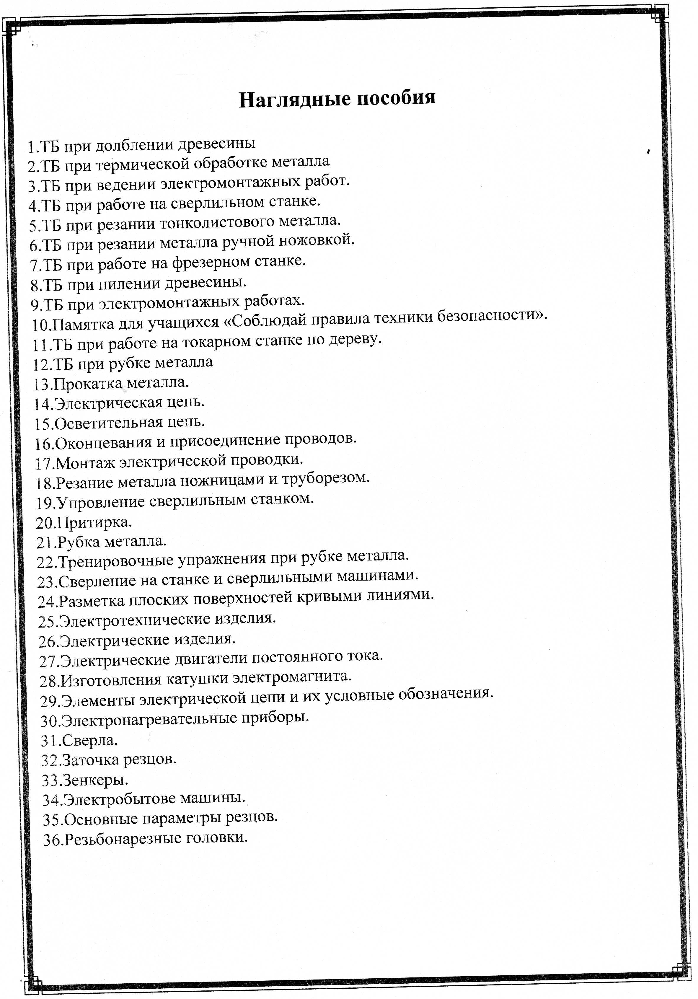 Наглядные пособия
1.ТБ при долблении древесины
2.ТБ при термической обработке металла
3.ТБ при ведении электромонтажных работ.
4.ТБ при работе на сверлильном станке.
5.ТБ при резании тонколистового металла.
6.ТБ при резании металла ручной ножовкой.
7.ТБ при работе на фрезерном станке.
8.ТБ при пилении древесины.
9.ТБ при электромонтажных работах.
10.Памятка для учащихся «Соблюдай правила техники безопасности».
11.ТБ при работе на токарном станке по дереву.
12.ТБ при рубке металла
13.Прокатка металла.
14.Электрическая цепь.
15.Осветительная цепь.
16.Оконцевания и присоединение проводов.
17.Монтаж электрической проводки.
18.Резание металла ножницами и труборезом.
19.Упровление сверлильным станком.
20.Притирка.
21.Рубка металла.
22.Тренировочные упражнения при рубке металла.
23.Сверление на станке и сверлильными машинами.
24.Разметка плоских поверхностей кривыми линиями.
25.Электротехнические изделия.
26.Электрические изделия.
27.Электрические двигатели постоянного тока.
28.Изготовления катушки электромагнита.
29.Элементы электрической цепи и их условные обозначения.
30.Электронагревательные приборы.
31.Сверла.
32.Заточка резцов.
33.Зенкеры.
34.Электробытове машины.
35.Основные параметры резцов.
36.Резьбонарезные головки.